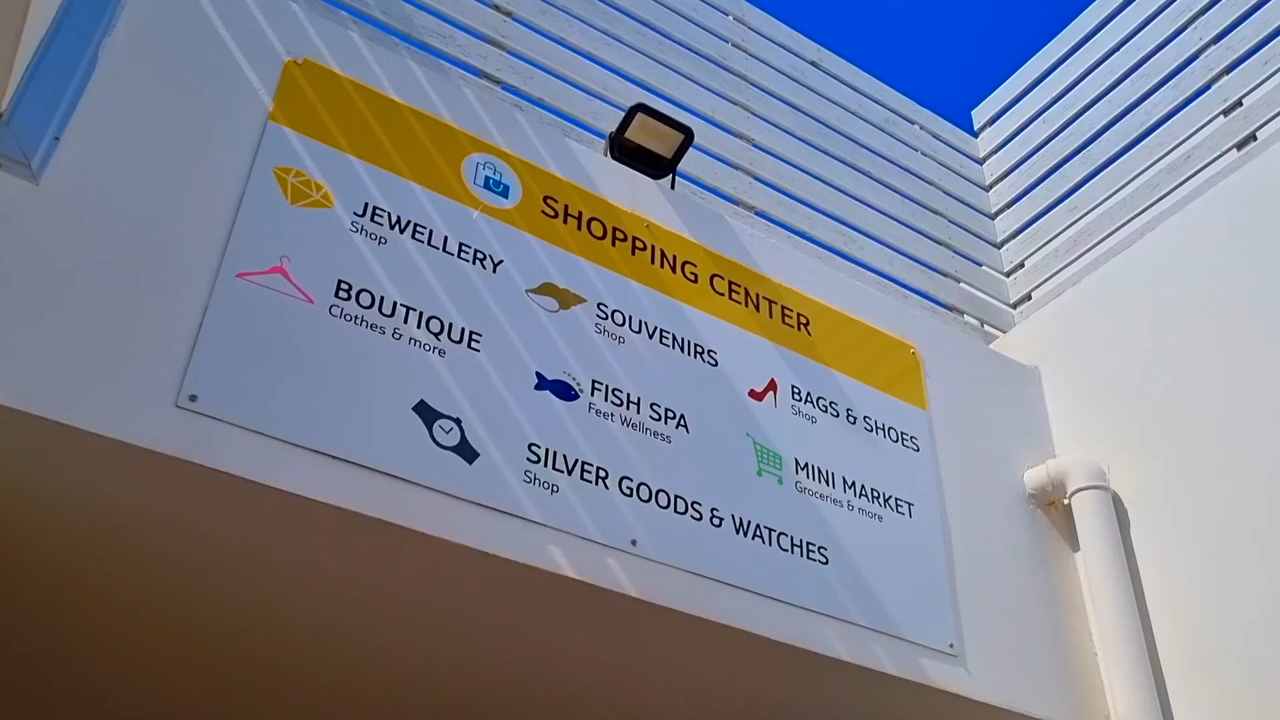 SHOPPING CENTER
JEWELLERY
Shop
BOUTIQUE
Clothes & more
SOUVENIRS
Shop
FISH SPA
Feet Wellness
BAGS & SHOES
Shop
MINI MARKET
Groceries & more
SILVER GOODS & WATCHES
Shop